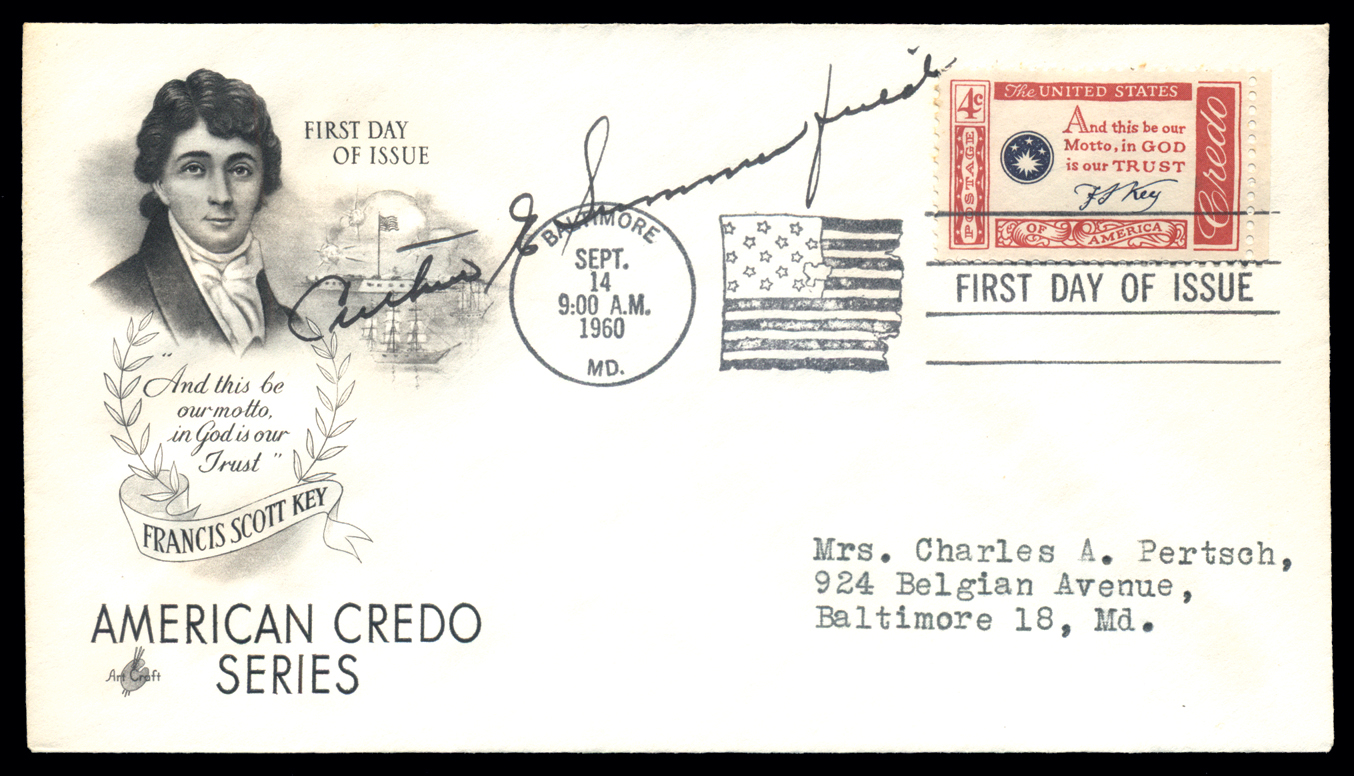 FIRST DAY
OF ISSUE
Arthur E Summerfield
The UNITED STATES
4c
POSTAGE
And this be our
Motto, in GOD
is our TRUST
F S Key
Credo
OF AMERICA
BALTIMORE
SEPT.
14
9:00 A.M.
1960
MD.
FIRST DAY OF ISSUE
"And this be
our motto,
in God is our
Trust"
FRANCIS SCOTT KEY
AMERICAN CREDO
SERIES
Art Craft
Mrs. Charles A. Pertsch,
924 Belgian Avenue,
Baltimore 18, Md.